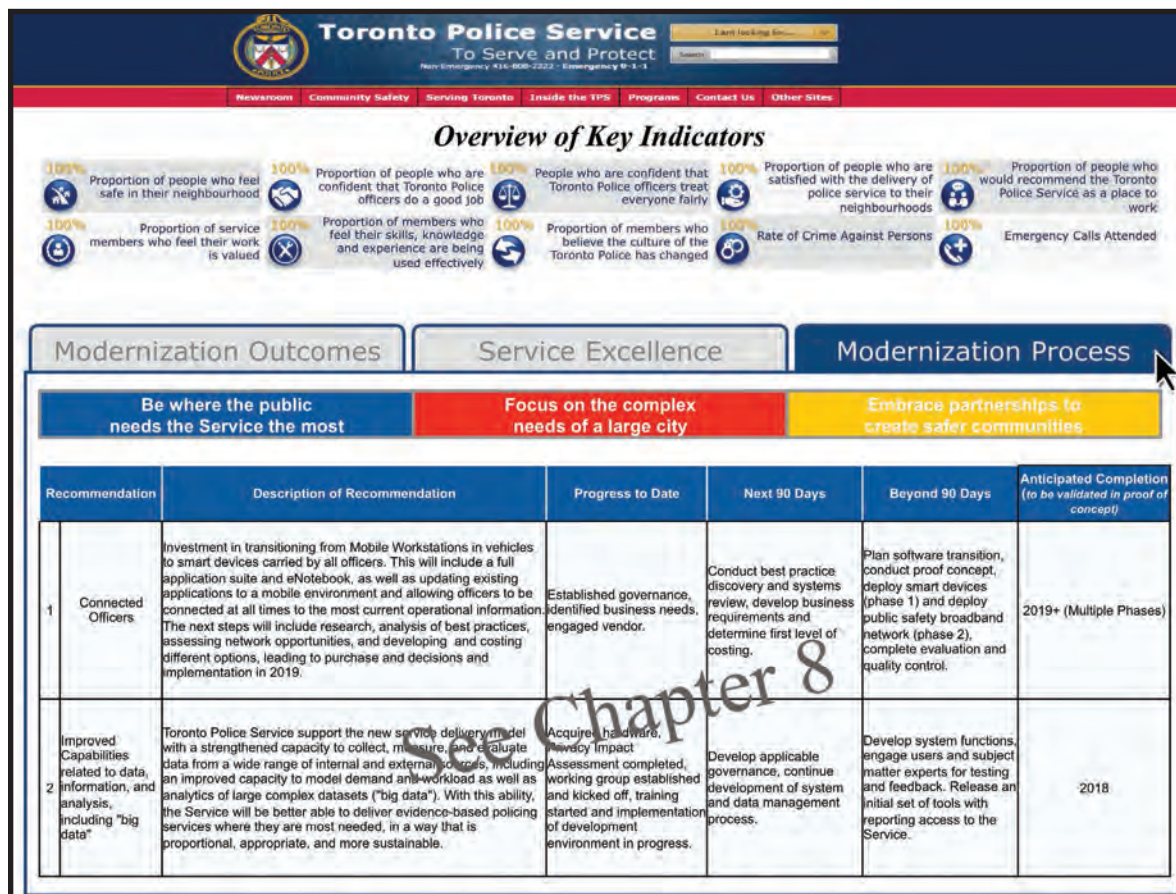 Toronto Police Service
To Serve and Protect
Non Emergency 416-808-2222 - Emergency 9-1-1
I am looking for...
Search
Newsroom Community Safety Serving Toronto Inside the TPS Programs Contact Us Other Sites
Overview of Key Indicators
100%
Proportion of people who feel
safe in their neighbourhood
100%
Proportion of people who are
confident that Toronto Police
officers do a good job
100%
People who are confident that
Toronto Police officers treat
everyone fairly
100%
Proportion of people who are
satisfied with the delivery of
police service to their
neighbourhoods
100%
Proportion of people who
would recommend the Toronto
Police Service as a place to
work
100%
Proportion of service
members who feel their work
is valued
100%
Proportion of members who
feel their skills, knowledge
and experience are being
used effectively
100%
Proportion of members who
believe the culture of the
Toronto Police has changed
100%
Rate of Crime Against Persons
100%
Emergency Calls Attended
Modernization Outcomes
Service Excellence
Modernization Process
Be where the public
needs the Service the most
Focus on the complex
needs of a large city
Embrace partnerships to
create safer communities
Recommendation
Description of Recommendation
Progress to Date
Next 90 Days
Beyond 90 Days
Anticipated Completion
(to be validated in proof of
concept)
1
Connected
Officers
Investment in transitioning from Mobile Workstations in vehicles
to smart devices carried by all officers. This will include a full
application suite and eNotebook, as well as updating existing
applications to a mobile environment and allowing officers to be
connected at all times to the most current operational information.
The next steps will include research, analysis of best practices,
assessing network opportunities, and developing and costing
different options, leading to purchase and decisions and
implementation in 2019.
Established governance,
identified business needs,
engaged vendor.
Conduct best practice
discovery and systems
review, develop business
requirements and
determine first level of
costing.
Plan software transition,
conduct proof concept,
deploy smart devices
(phase 1) and deploy
public safety broadband
network (phase 2),
complete evaluation and
quality control.
2019+ (Multiple Phases)
2
Improved
Capabilities
related to data,
information, and
analysis,
including "big
data"
Toronto Police Service support the new service delivery model
with a strengthened capacity to collect, measure, and evaluate
data from a wide range of internal and external sources, including
an improved capacity to model demand and workload as well as
analytics of large complex datasets ("big data"). With this ability,
the Service will be better able to deliver evidence-based policing
services where they are most needed, in a way that is
proportional, appropriate, and more sustainable.
Acquired hardware,
Privacy Impact
Assessment completed,
working group established
and kicked off, training
started and implementation
of development
environment in progress.
Develop applicable
governance, continue
development of system
and data management
process.
Develop system functions,
engage users and subject
matter experts for testing
and feedback. Release an
initial set of tools with
reporting access to the
Service.
2018
See Chapter 8